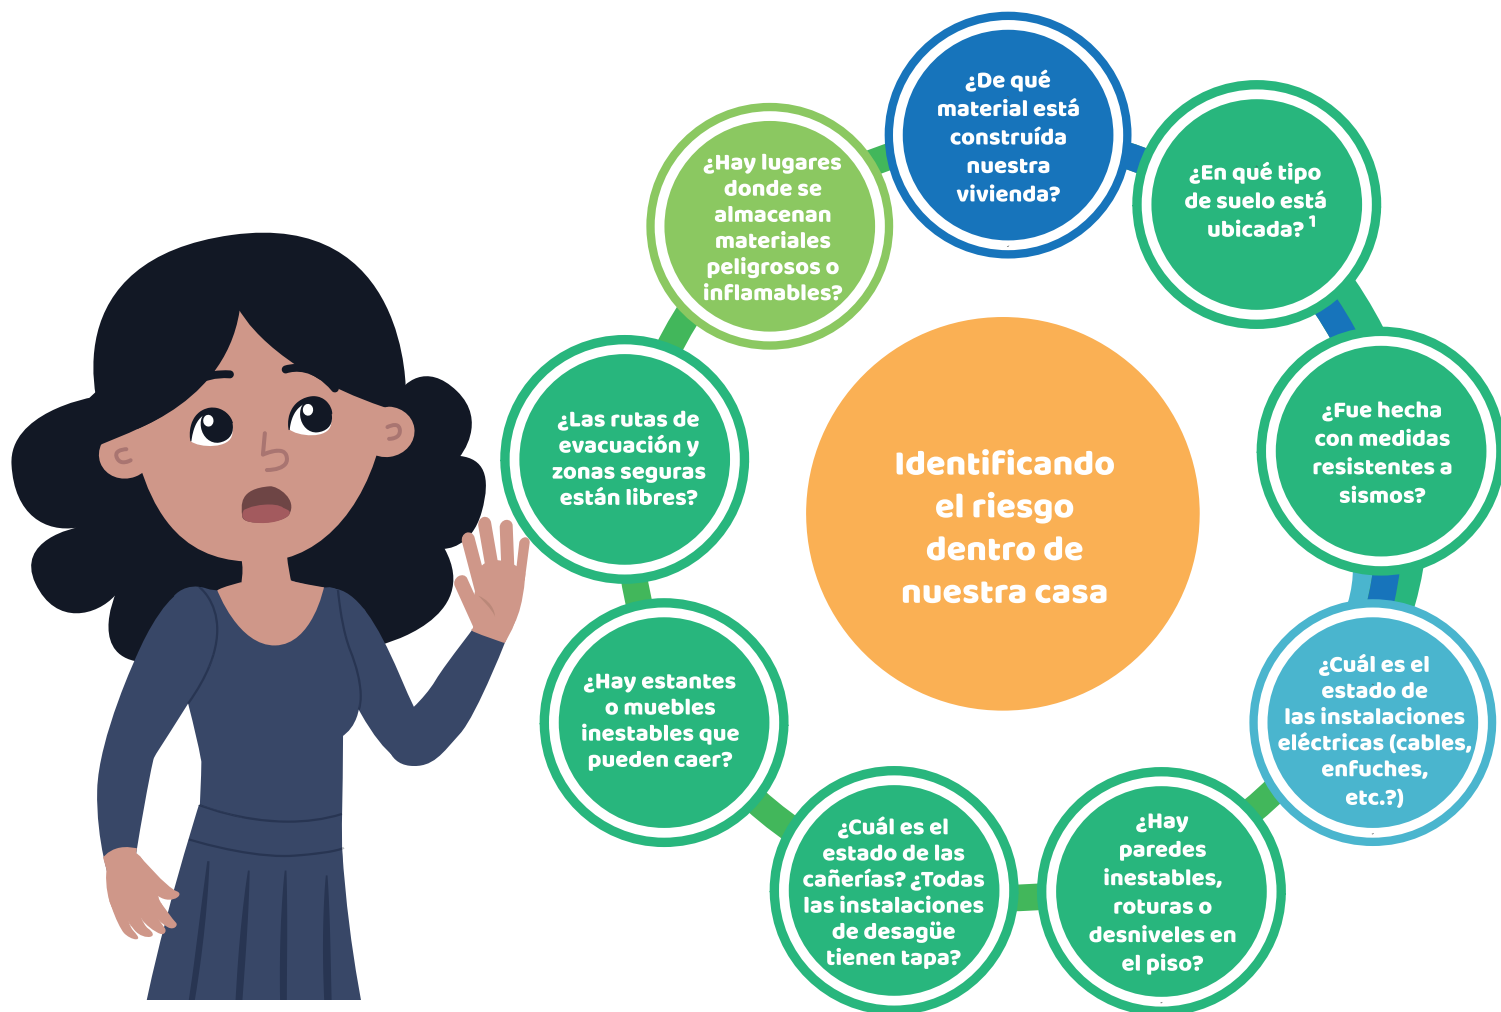 ¿De qué
material está
construída
nuestra
vivienda?
¿En qué tipo
de suelo está
ubicada? 1
¿Fue hecha
con medidas
resistentes a
sismos?
¿Cuál es el
estado de
las instalaciones
eléctricas (cables,
enfuches,
etc.?)
¿Hay
paredes
inestables,
roturas o
desniveles en
el piso?
¿Cuál es el
estado de las
cañerías? ¿Todas
las instalaciones
de desagüe
tienen tapa?
¿Hay estantes
o muebles
inestables que
pueden caer?
¿Las rutas de
evacuación y
zonas seguras
están libres?
¿Hay lugares
donde se
almacenan
materiales
peligrosos o
inflamables?
Identificando
el riesgo
dentro de
nuestra casa